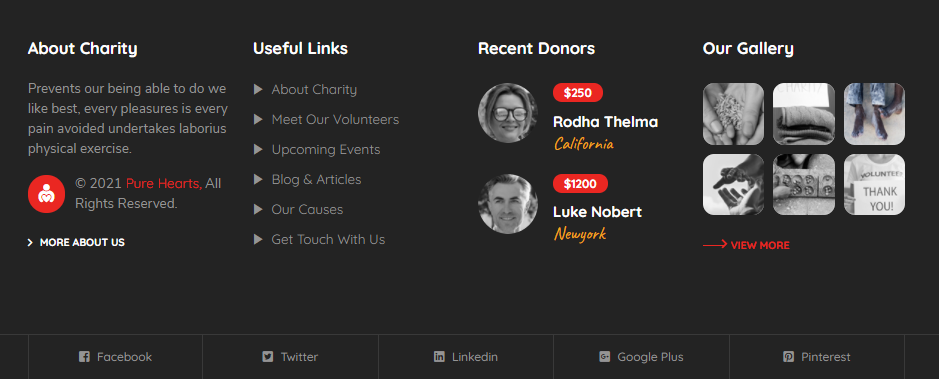 About Charity
Prevents our being able to do we
like best, every pleasures is every
pain avoided undertakes laborius
physical exercise.
© 2021 Pure Hearts, All
Rights Reserved.
MORE ABOUT US
Useful Links
About Charity
Meet Our Volunteers
Upcoming Events
Blog & Articles
Our Causes
Get Touch With Us
Recent Donors
$250
Rodha Thelma
California
$1200
Luke Nobert
Newyork
Our Gallery
VOLUNTEER
THANK
YOU!
VIEW MORE
Facebook
Twitter
Linkedin
Google Plus
Pinterest